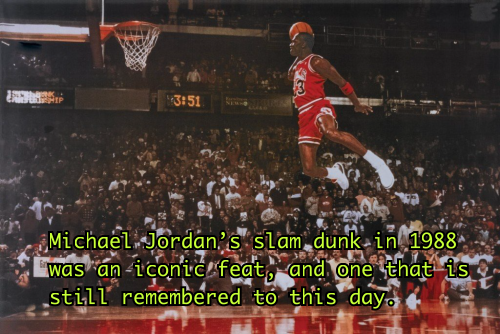 3:51
3
Michael Jordan’s slam dunk in 1988
was an iconic feat, and one that is
still remembered to this day.